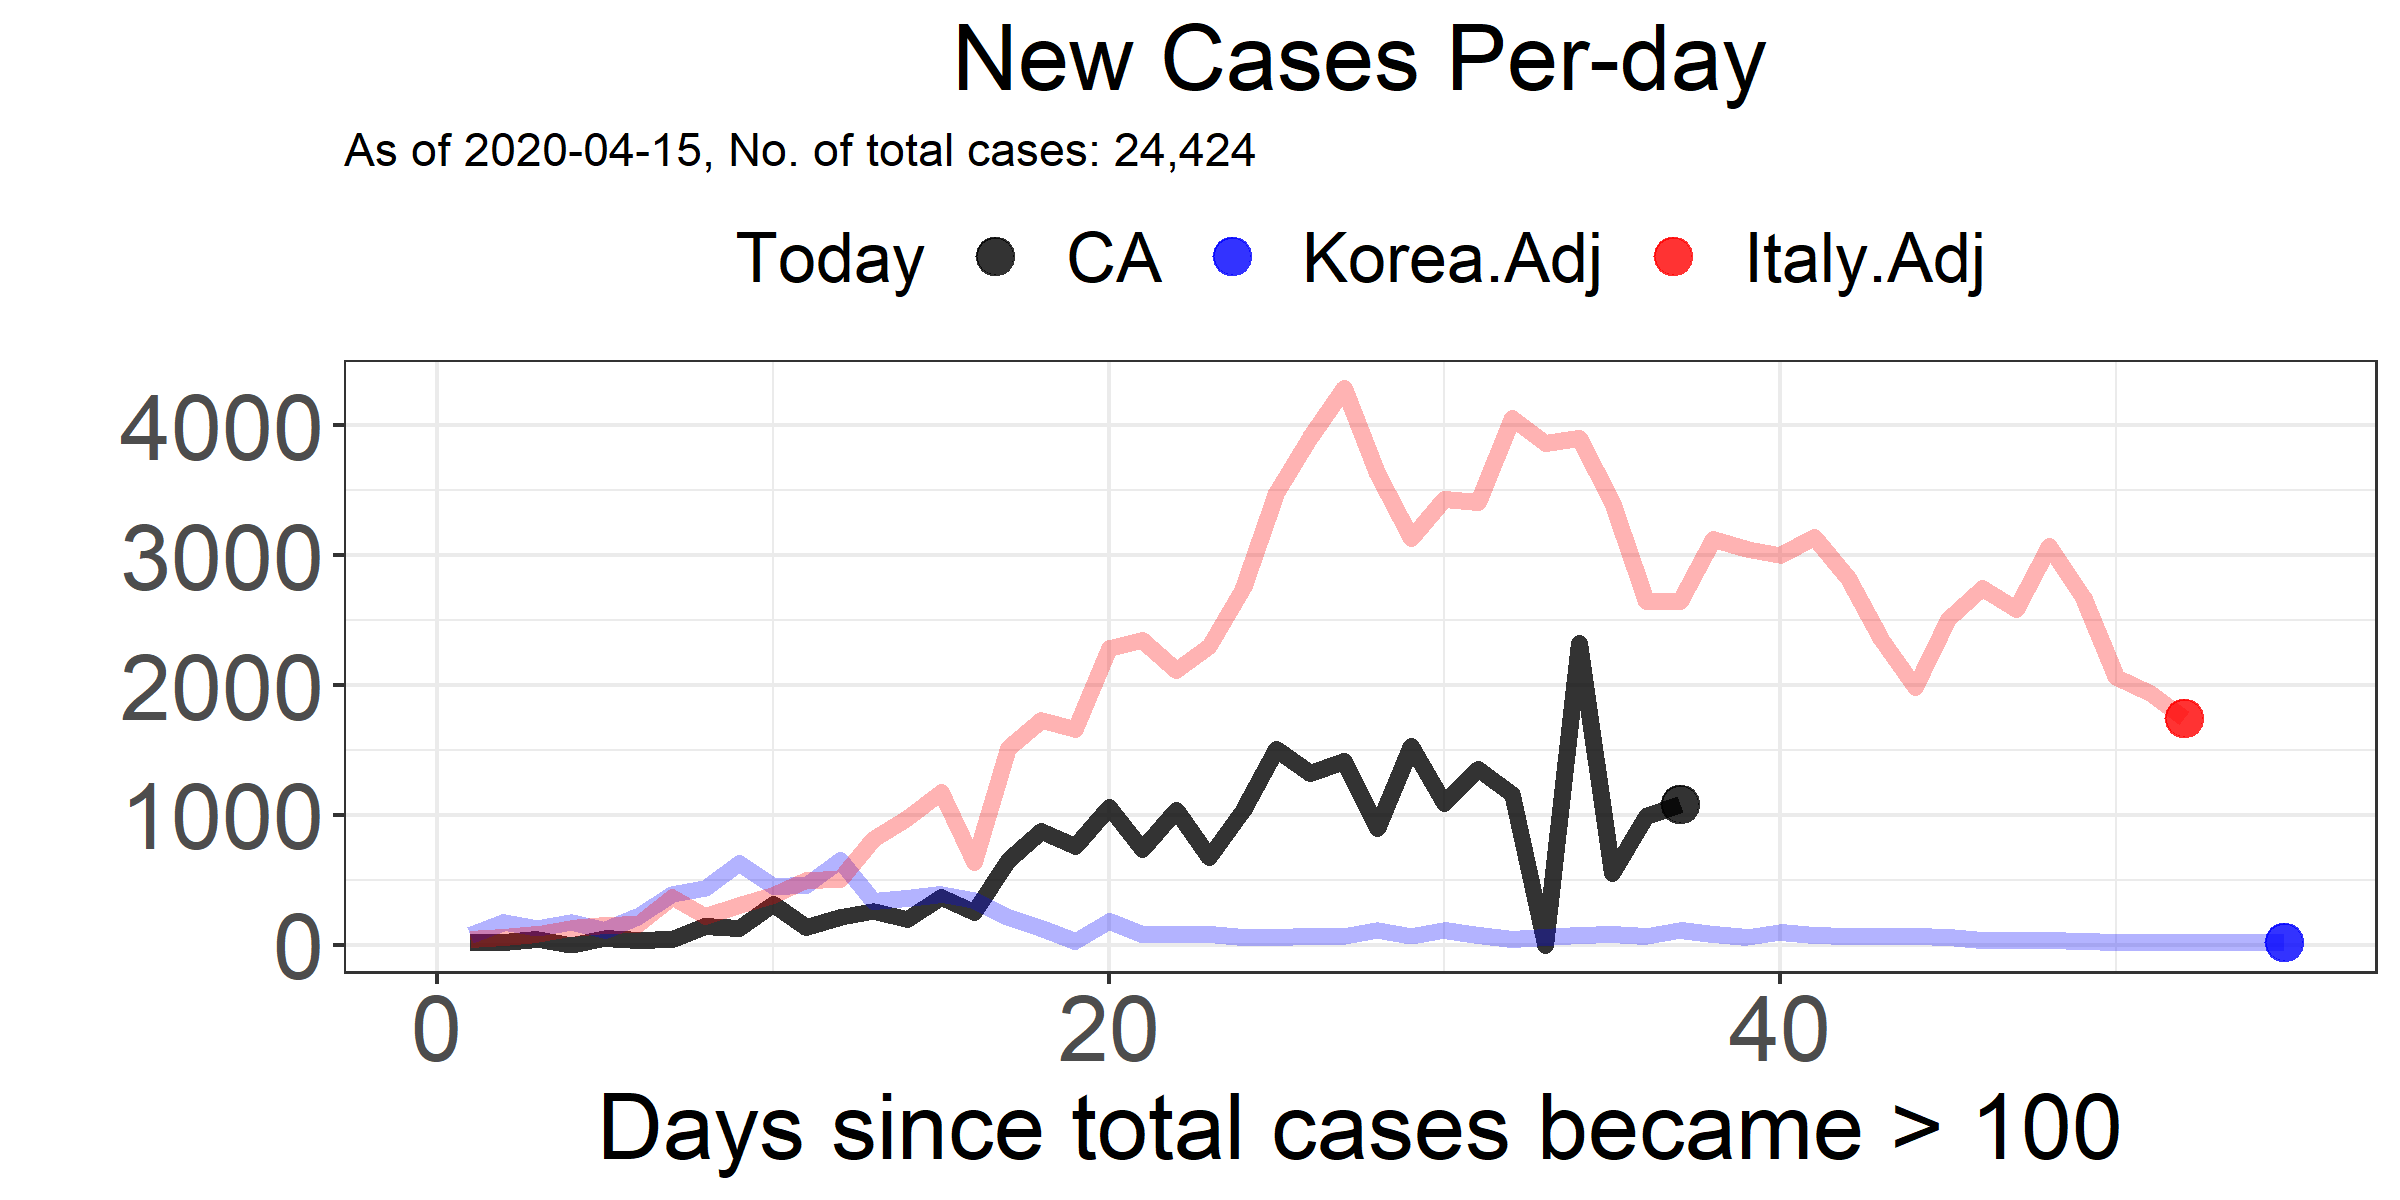 New Cases Per-day
As of 2020-04-15, No. of total cases: 24,424
Today CA Korea.Adj Italy.Adj
4000
3000
2000
1000
0
0 20 40
Days since total cases became > 100